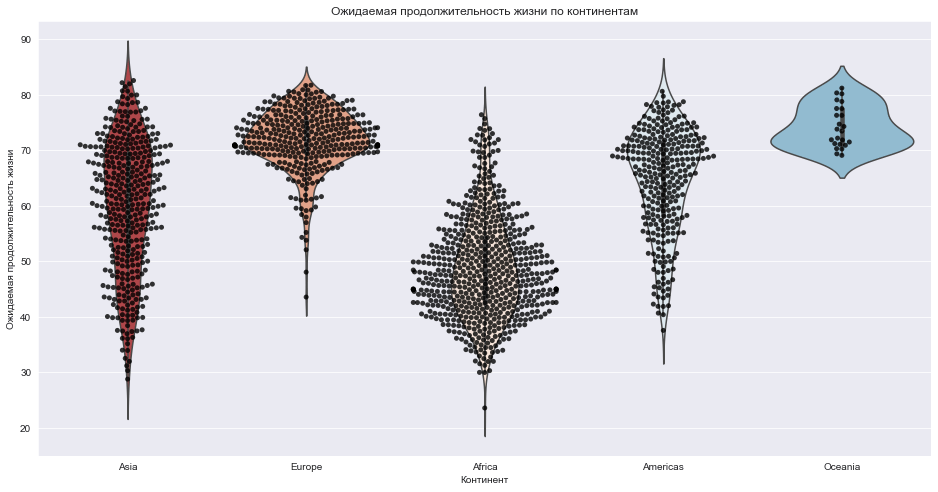 Ожидаемая продолжительность жизни по континентам
Ожидаемая продолжительность жизни
90
80
70
60
50
40
30
20
Asia
Europe
Africa
Americas
Oceania
Континент